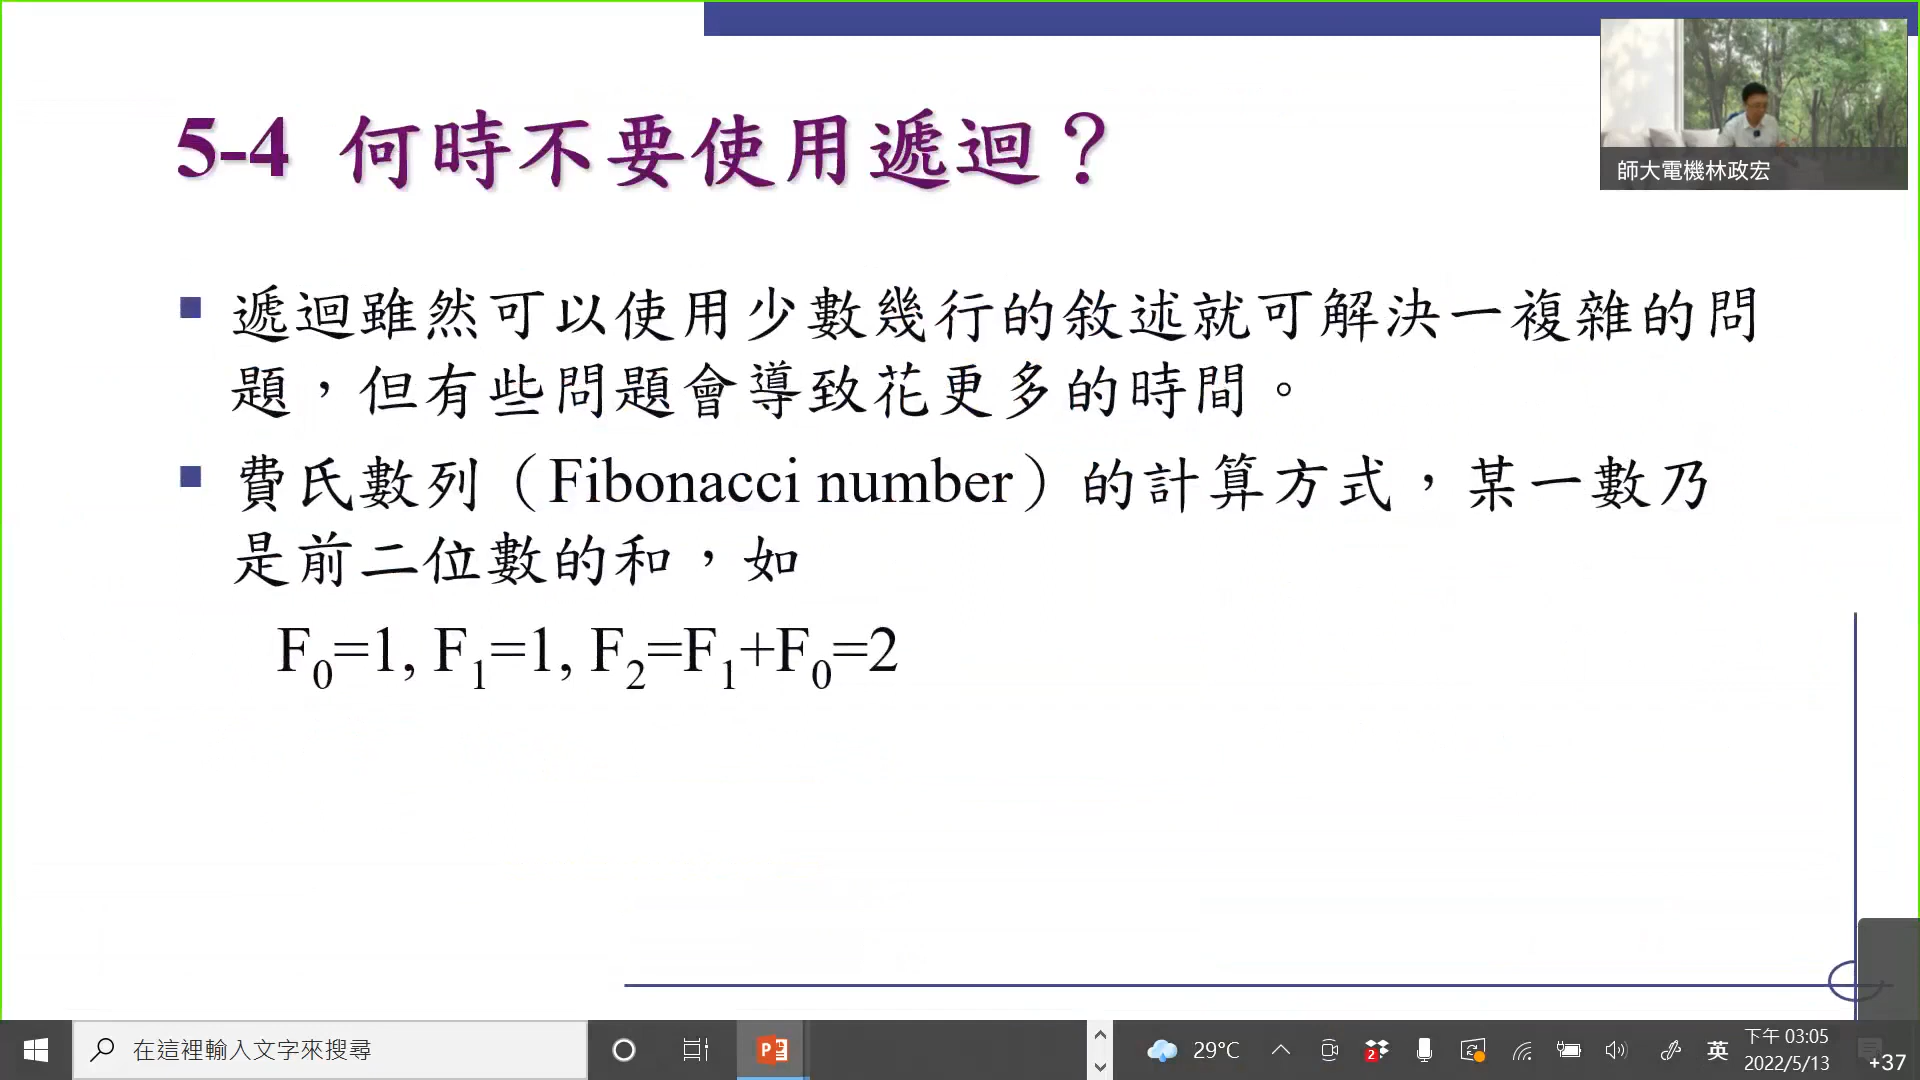 5-4 何時不要使用遞迴？
師大電機林政宏
遞迴雖然可以使用少數幾行的敘述就可解決一複雜的問
題，但有些問題會導致花更多的時間。
費氏數列（Fibonacci number）的計算方式，某一數乃
是前二位數的和，如
F₀=1, F₁=1, F₂=F₁+F₀=2
在這裡輸入文字來搜尋
2
29°C
英
下午 03:05
2022/5/13
+37